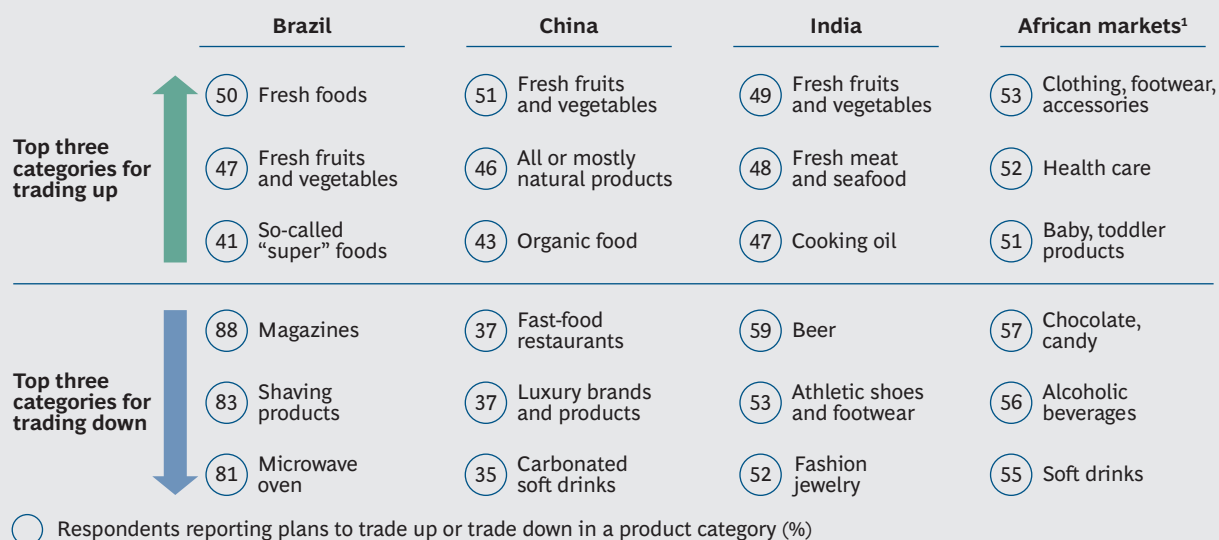 Brazil
China
India
African markets¹
Top three
categories for
trading up
50 Fresh foods
51 Fresh fruits
and vegetables
49 Fresh fruits
and vegetables
53 Clothing, footwear,
accessories
47 Fresh fruits
and vegetables
46 All or mostly
natural products
48 Fresh meat
and seafood
52 Health care
41 So-called
“super” foods
43 Organic food
47 Cooking oil
51 Baby, toddler
products
Top three
categories for
trading down
88 Magazines
37 Fast-food
restaurants
59 Beer
57 Chocolate,
candy
83 Shaving
products
37 Luxury brands
and products
53 Athletic shoes
and footwear
56 Alcoholic
beverages
81 Microwave
oven
35 Carbonated
soft drinks
52 Fashion
jewelry
55 Soft drinks
Respondents reporting plans to trade up or trade down in a product category (%)